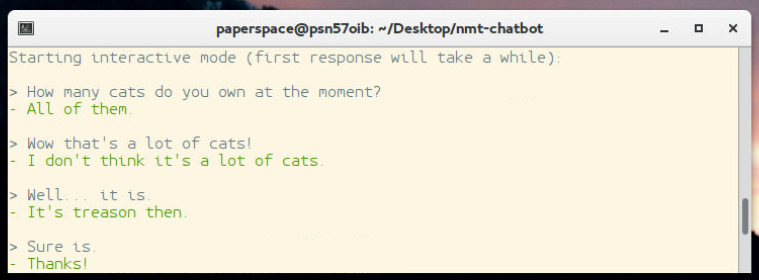 paperspace@psn57oib: ~/Desktop/nmt-chatbot
Starting interactive mode (first response will take a while):
> How many cats do you own at the moment?
- All of them.
> Wow that's a lot of cats!
- I don't think it's a lot of cats.
> Well... it is.
- It's treason then.
> Sure is.
- Thanks!